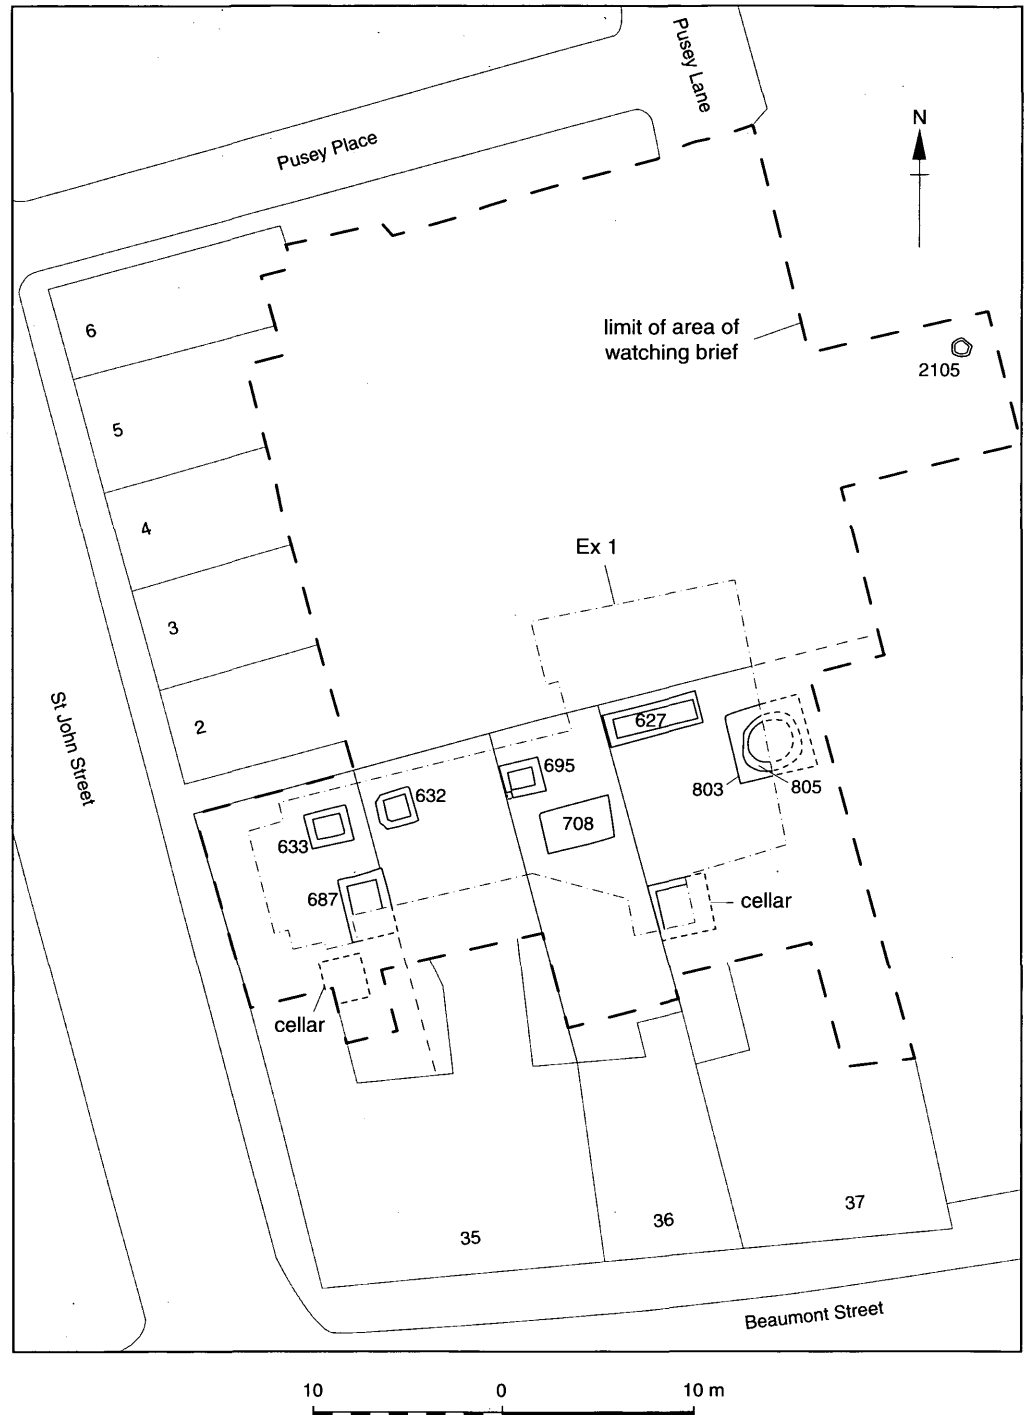 Pusey Lane
Pusey Place
N
6
limit of area of
watching brief
2105
5
4
Ex 1
3
St John Street
2
627
695
803
805
632
708
633
687
cellar
cellar
37
36
35
Beaumont Street
10
0
10 m